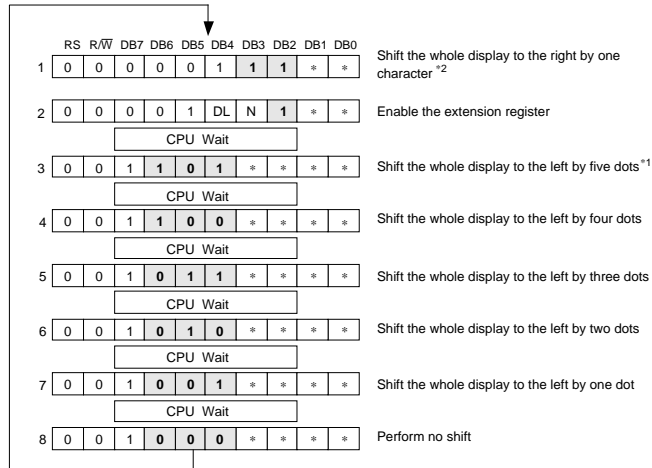 RS R/W̅ DB7 DB6 DB5 DB4 DB3 DB2 DB1 DB0
1 0 0 0 0 0 1 1 1 * * Shift the whole display to the right by one
character *2
2 0 0 0 0 1 DL N 1 * * Enable the extension register
CPU Wait
3 0 0 1 1 0 1 * * * * Shift the whole display to the left by five dots*1
CPU Wait
4 0 0 1 1 0 0 * * * * Shift the whole display to the left by four dots
CPU Wait
5 0 0 1 0 1 1 * * * * Shift the whole display to the left by three dots
CPU Wait
6 0 0 1 0 1 0 * * * * Shift the whole display to the left by two dots
CPU Wait
7 0 0 1 0 0 1 * * * * Shift the whole display to the left by one dot
CPU Wait
8 0 0 1 0 0 0 * * * * Perform no shift